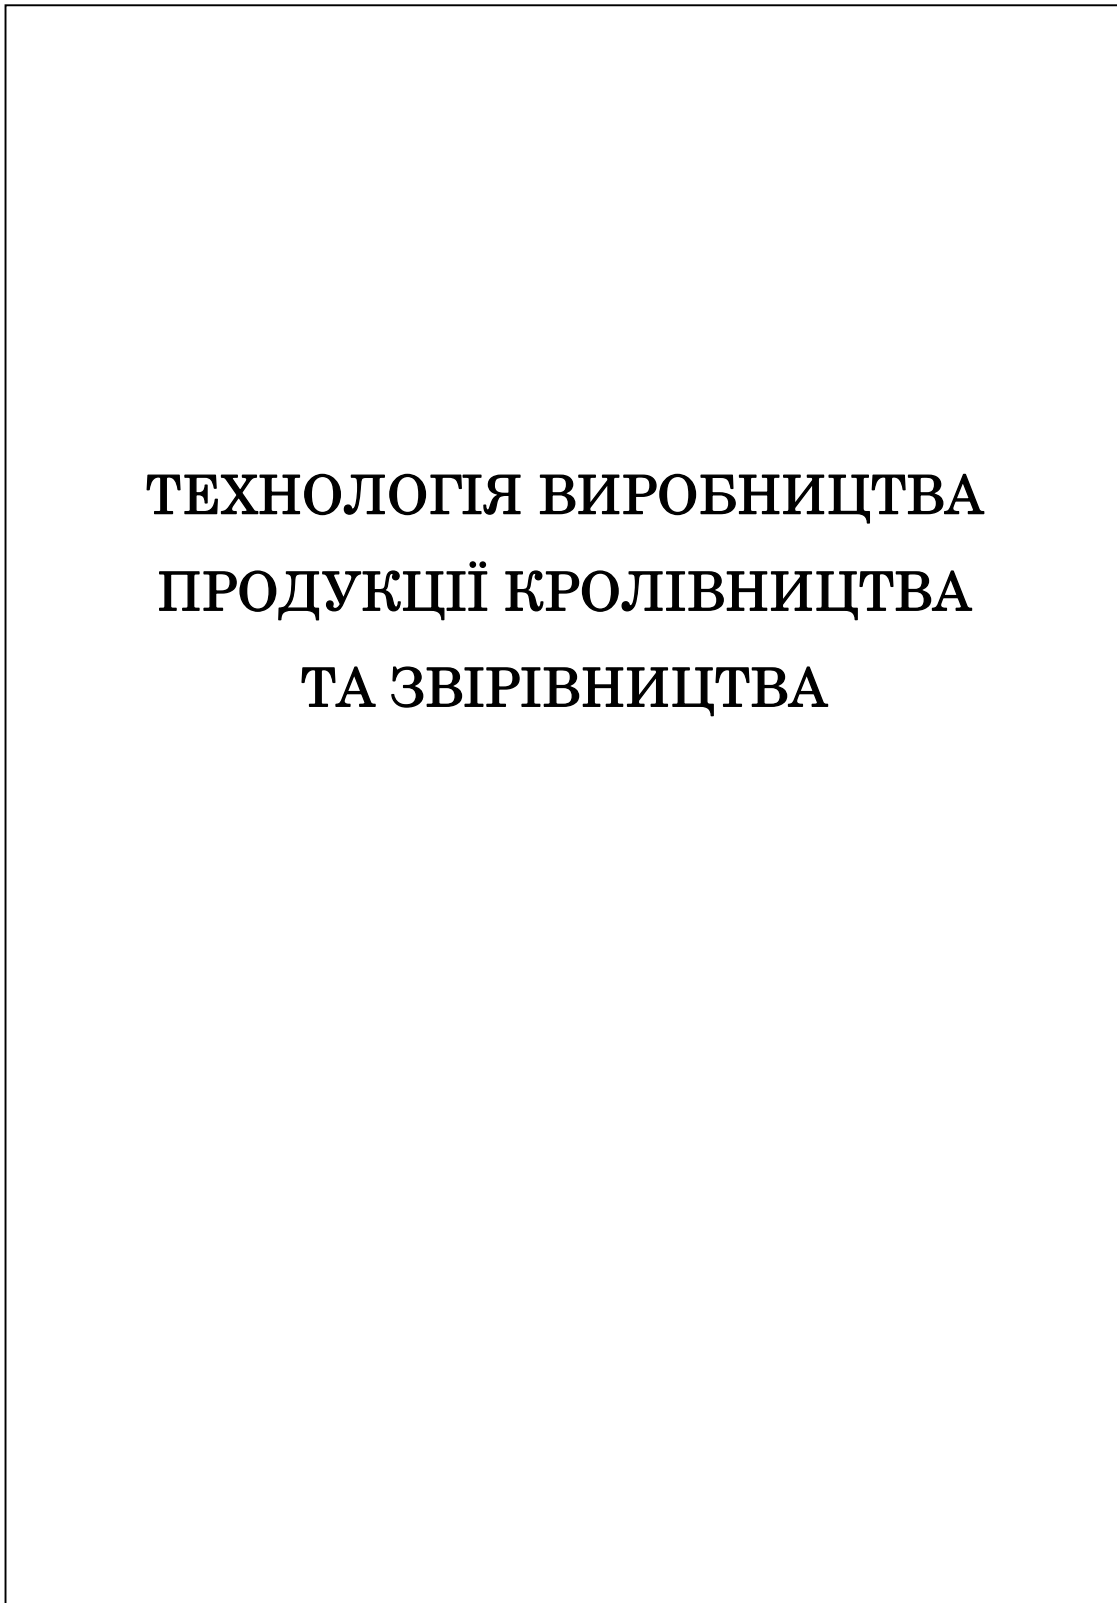 ТЕХНОЛОГІЯ ВИРОБНИЦТВА
ПРОДУКЦІЇ КРОЛІВНИЦТВА
ТА ЗВІРІВНИЦТВА